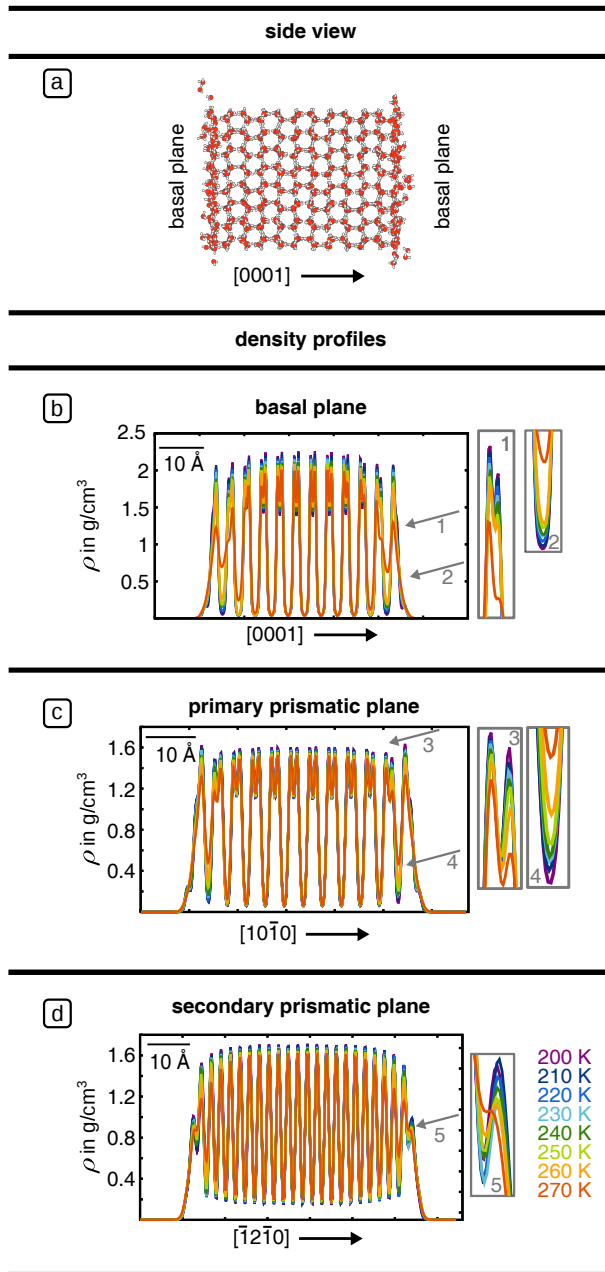 side view
a
basal plane
basal plane
[0001]
density profiles
b
basal plane
2.5
2
1.5
1
0.5
ρ in g/cm³
10 Å
1
2
1
2
[0001]
c
primary prismatic plane
1.6
1.2
0.8
0.4
ρ in g/cm³
10 Å
3
4
3
4
[101̄0]
d
secondary prismatic plane
1.6
1.2
0.8
0.4
ρ in g/cm³
10 Å
5
5
200 K
210 K
220 K
230 K
240 K
250 K
260 K
270 K
[1̄21̄0]